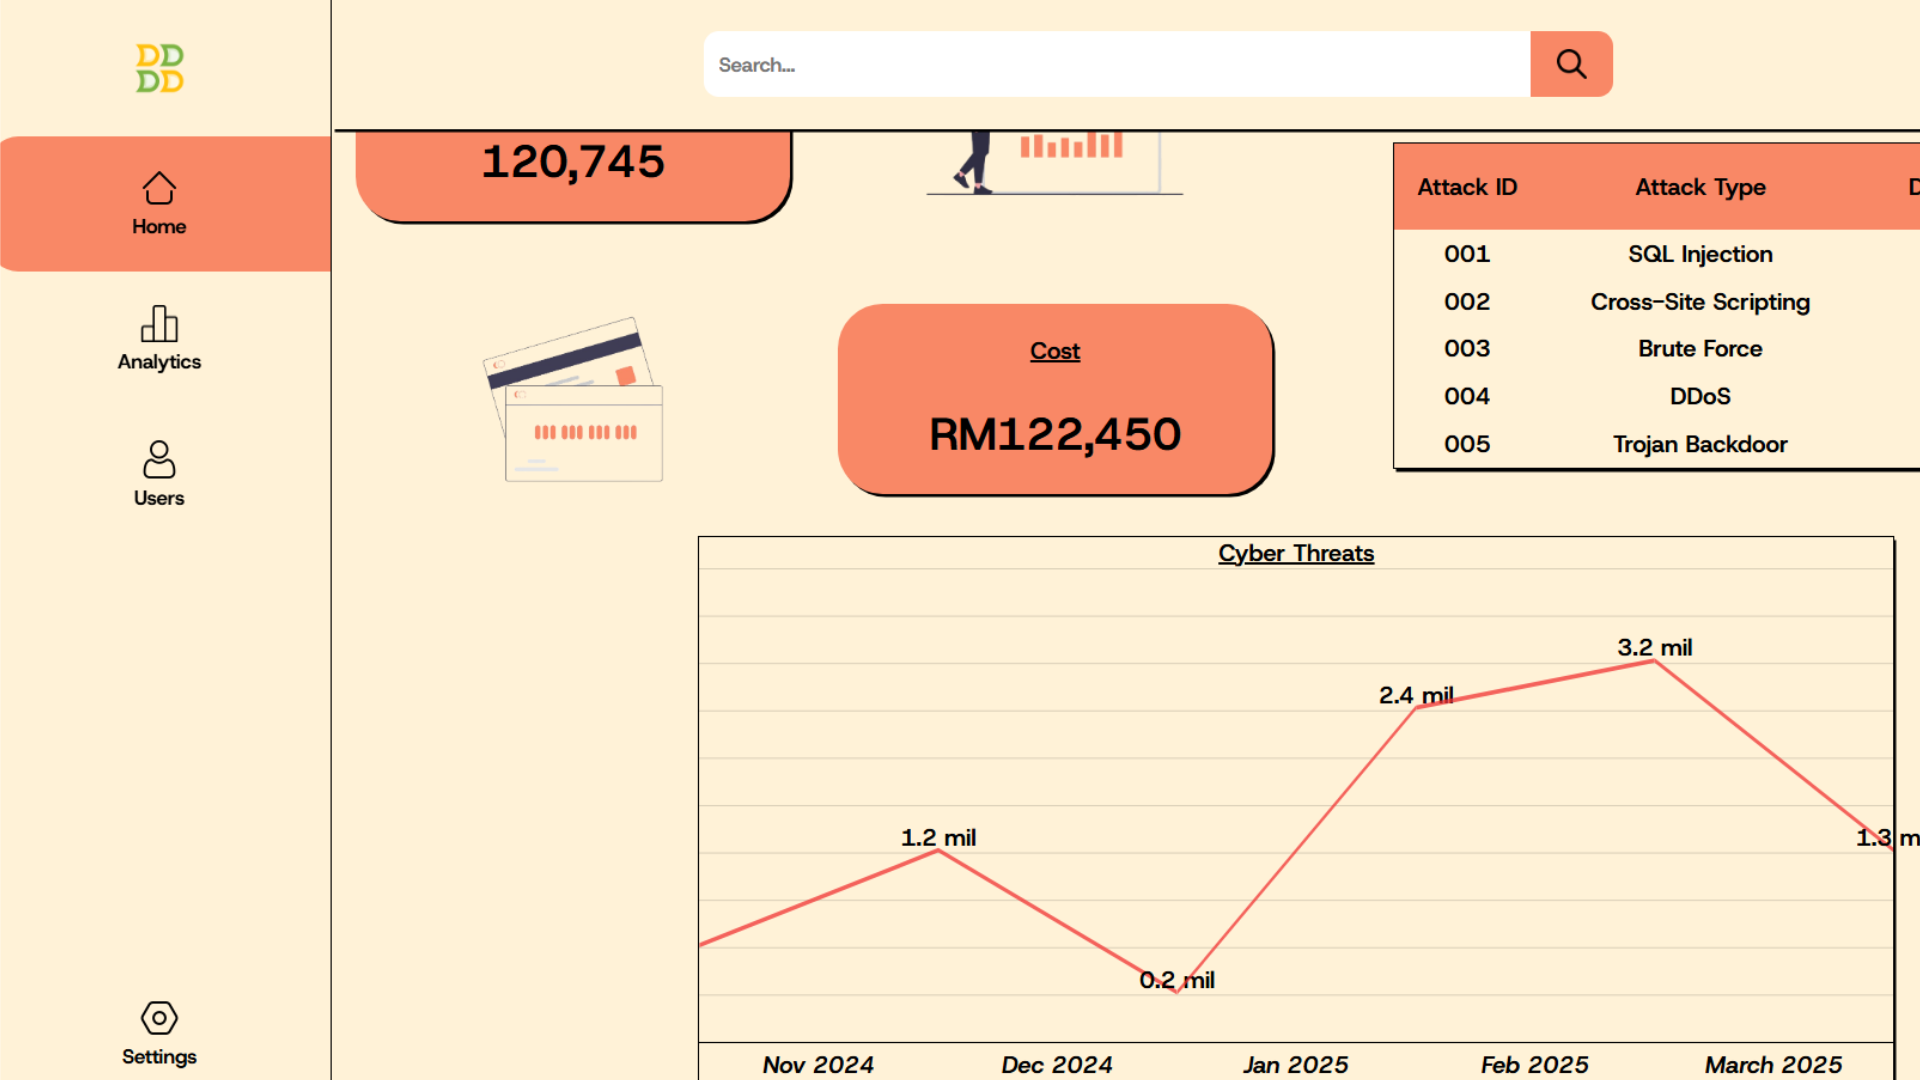 DD
DD
Search...
Home
Analytics
Users
Settings
120,745
Cost
RM122,450
Attack ID Attack Type D
001 SQL Injection
002 Cross-Site Scripting
003 Brute Force
004 DDoS
005 Trojan Backdoor
Cyber Threats
3.2 mil
2.4 mil
1.2 mil
1.3 m
0.2 mil
Nov 2024 Dec 2024 Jan 2025 Feb 2025 March 2025